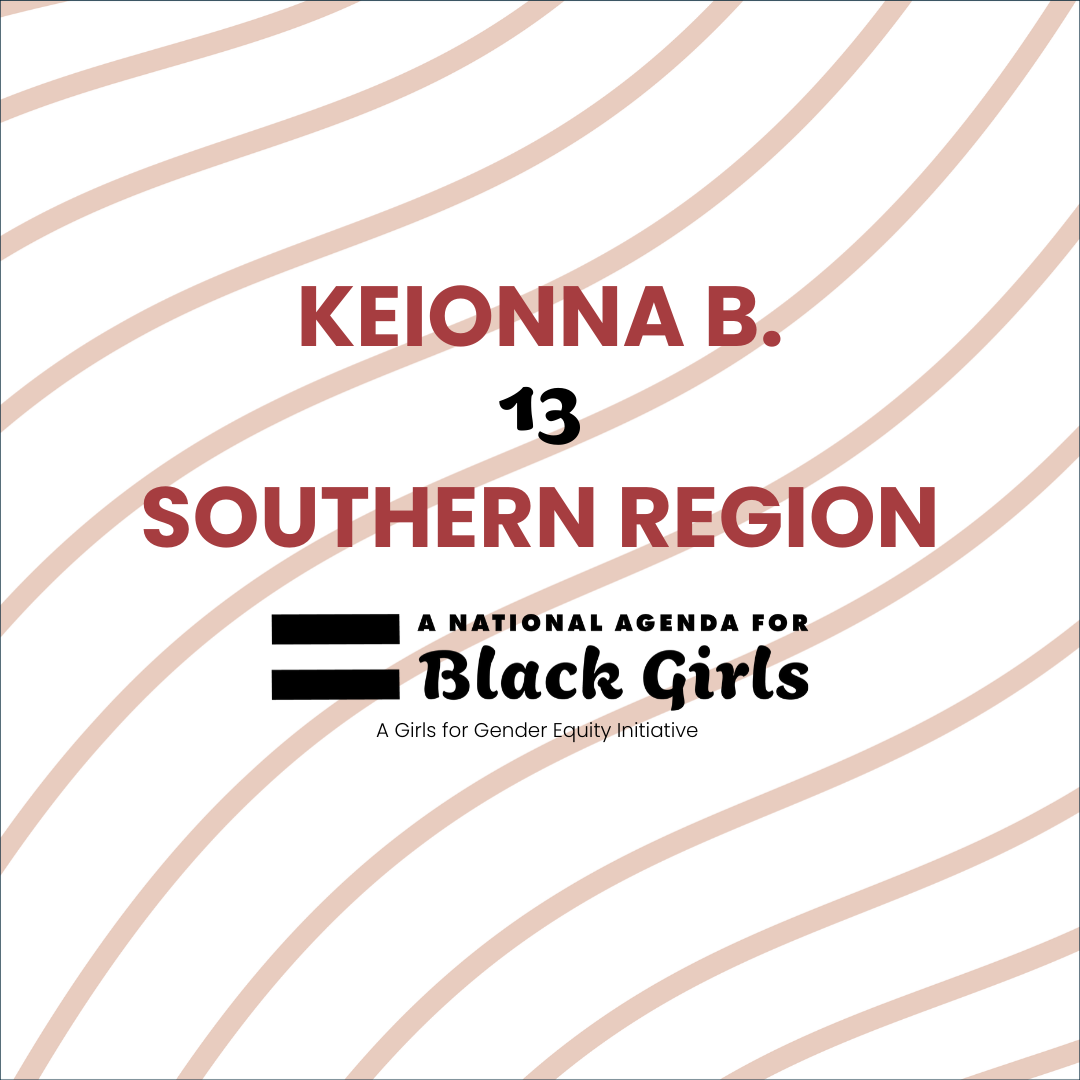 KEIONNA B.
13
SOUTHERN REGION
A NATIONAL AGENDA FOR
Black Girls
A Girls for Gender Equity Initiative